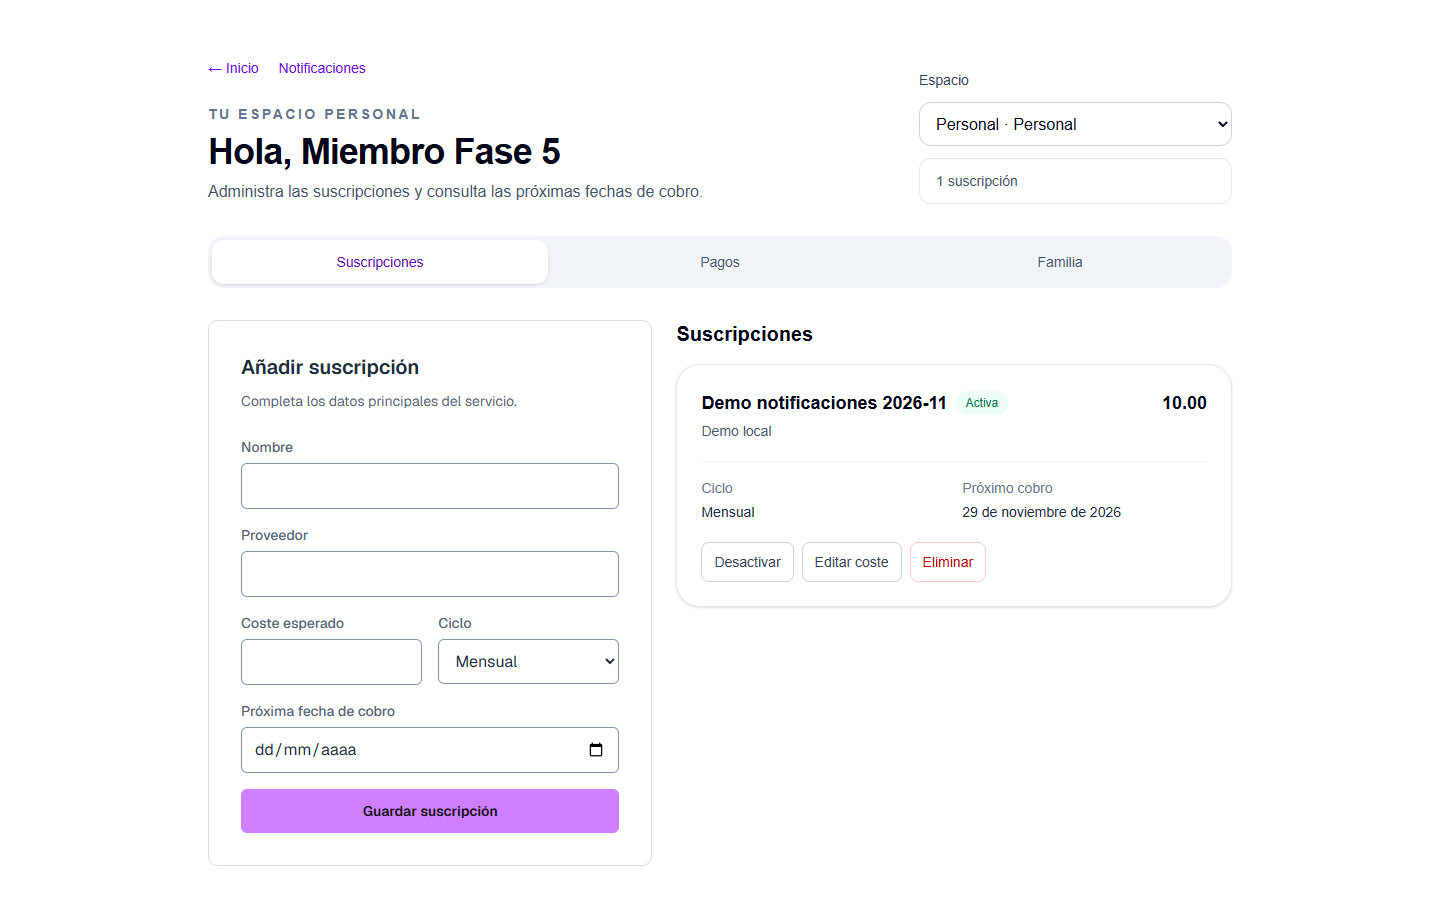 ← Inicio Notificaciones
TU ESPACIO PERSONAL
Hola, Miembro Fase 5
Administra las suscripciones y consulta las próximas fechas de cobro.
Espacio
Personal · Personal
1 suscripción
Suscripciones Pagos Familia
Añadir suscripción
Completa los datos principales del servicio.
Nombre
Proveedor
Coste esperado Ciclo
Mensual
Próxima fecha de cobro
dd/mm/aaaa
Guardar suscripción
Suscripciones
Demo notificaciones 2026-11 Activa 10.00
Demo local
Ciclo Próximo cobro
Mensual 29 de noviembre de 2026
Desactivar Editar coste Eliminar